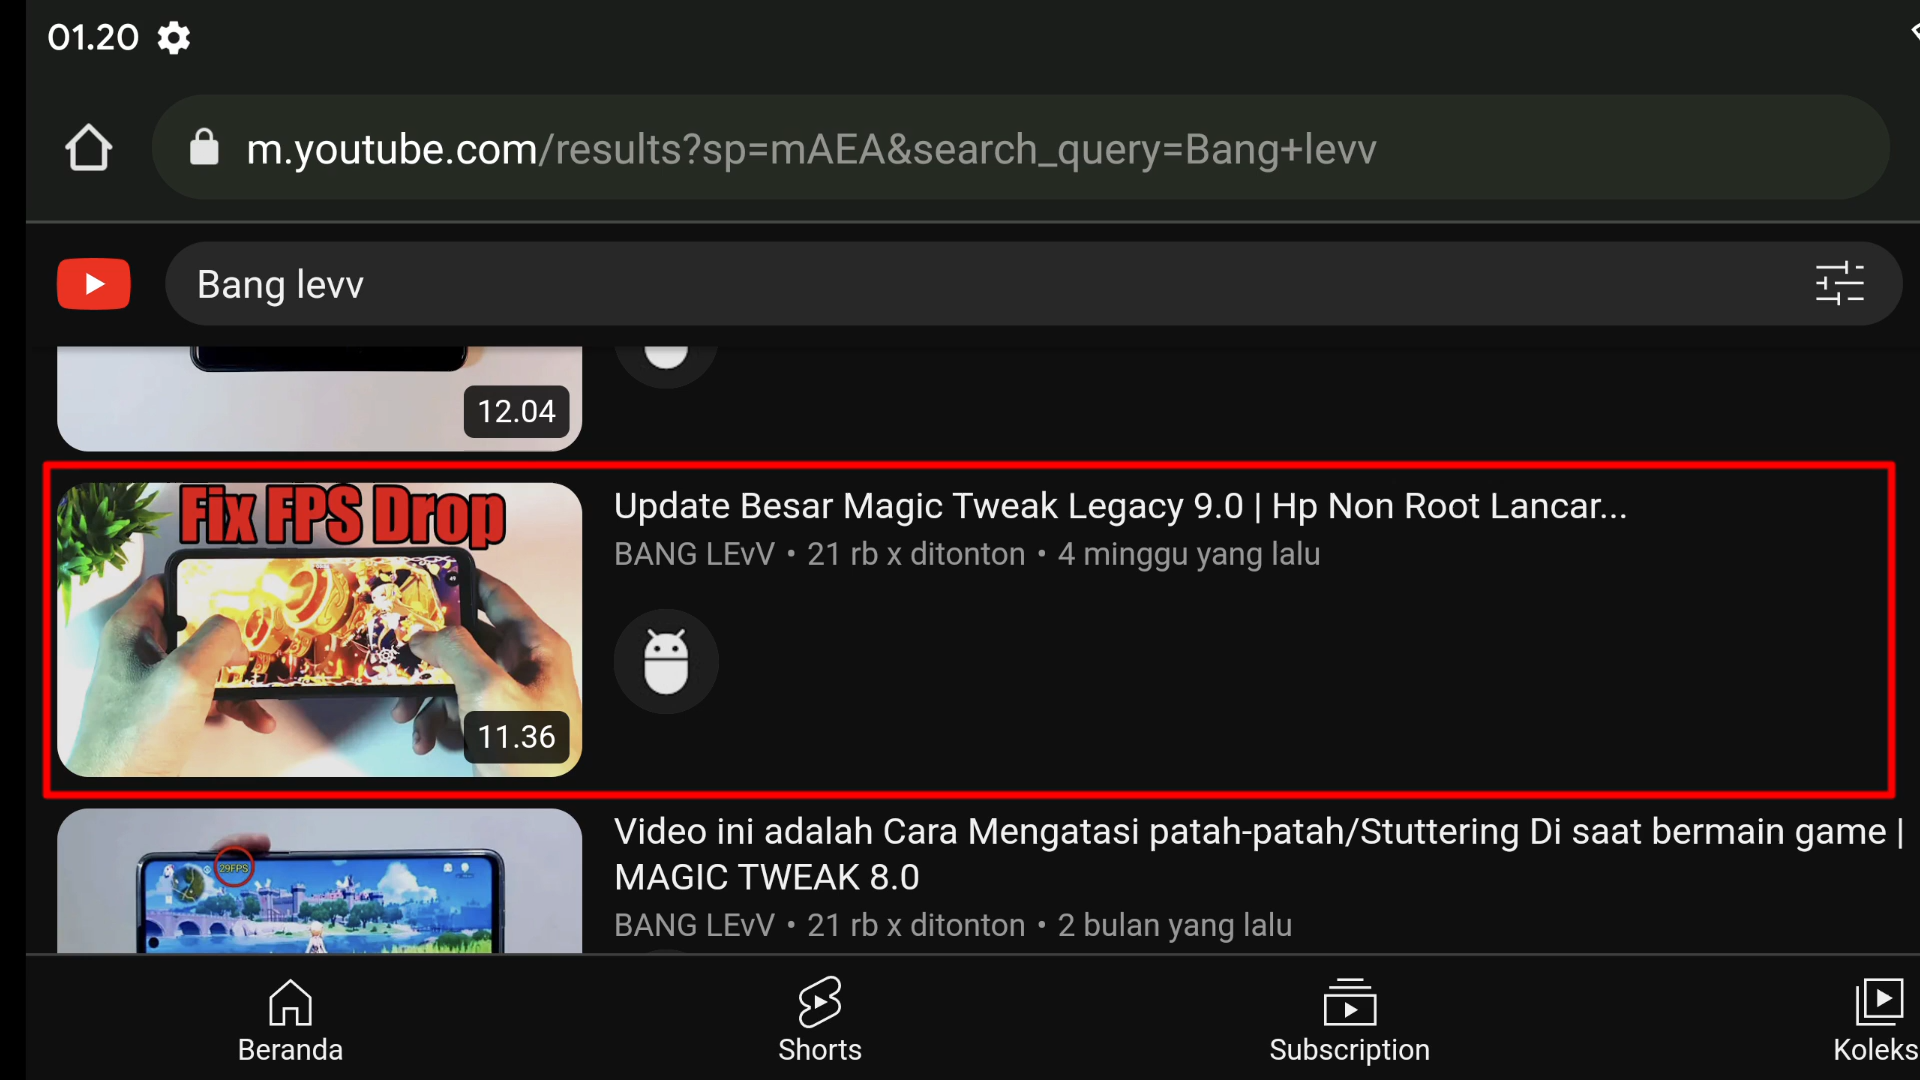 01.20
m.youtube.com/results?sp=mAEA&search_query=Bang+levv
Bang levv
12.04
Fix FPS Drop
11.36
Update Besar Magic Tweak Legacy 9.0 | Hp Non Root Lancar...
BANG LEvV • 21 rb x ditonton • 4 minggu yang lalu
29FPS
Video ini adalah Cara Mengatasi patah-patah/Stuttering Di saat bermain game |
MAGIC TWEAK 8.0
BANG LEvV • 21 rb x ditonton • 2 bulan yang lalu
Beranda
Shorts
Subscription
Koleks